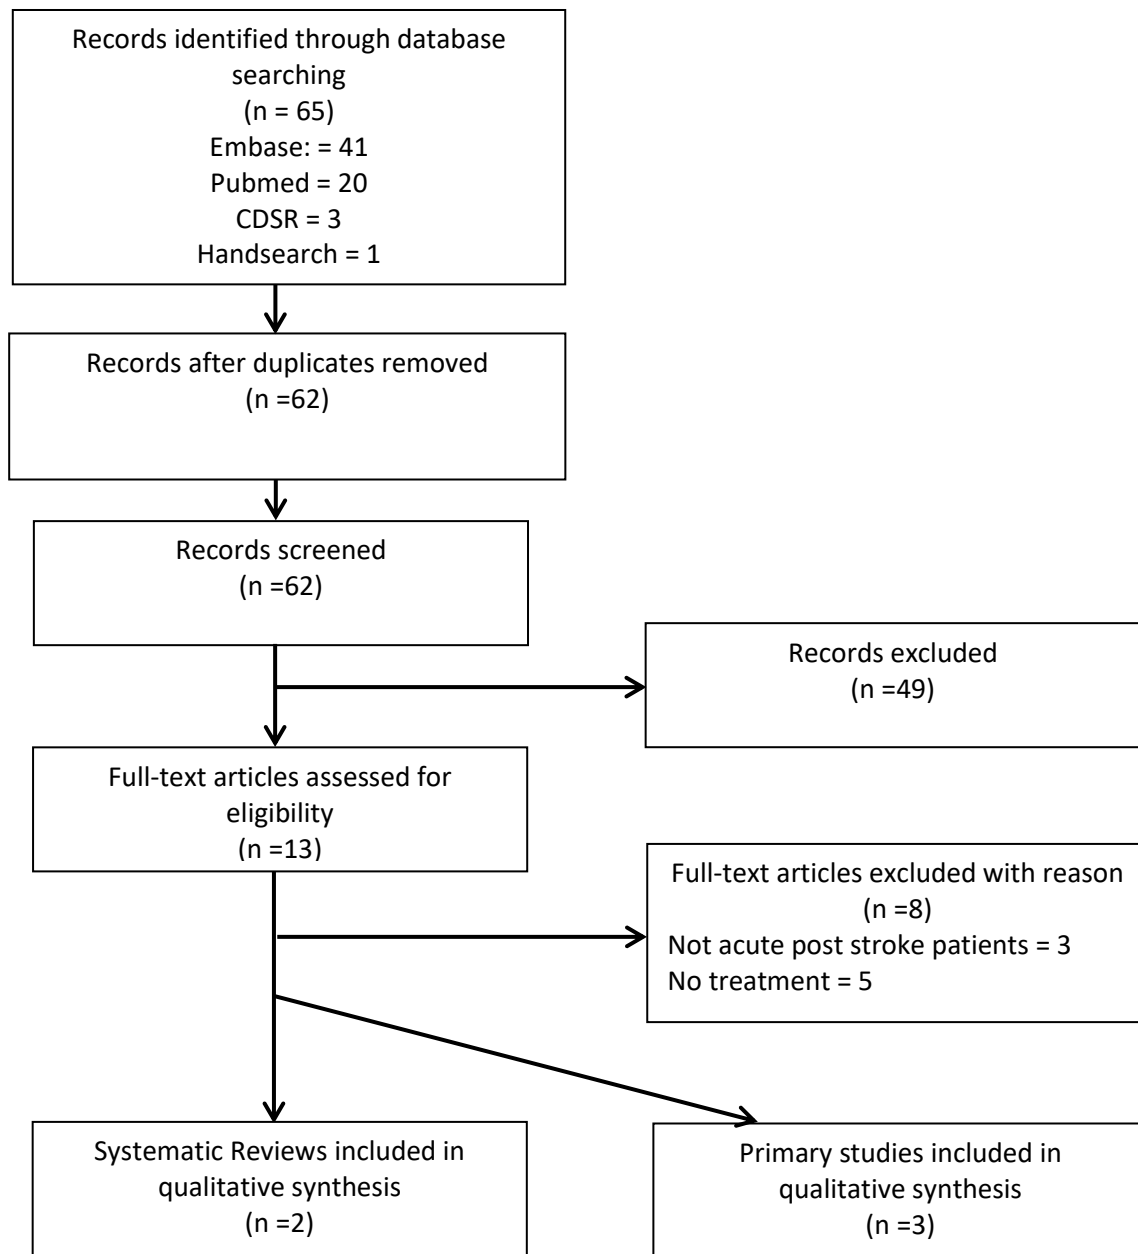 Records identified through database
searching
(n = 65)
Embase: = 41
Pubmed = 20
CDSR = 3
Handsearch = 1
Records after duplicates removed
(n =62)
Records screened
(n =62)
Records excluded
(n =49)
Full-text articles assessed for
eligibility
(n =13)
Full-text articles excluded with reason
(n =8)
Not acute post stroke patients = 3
No treatment = 5
Systematic Reviews included in
qualitative synthesis
(n =2)
Primary studies included in
qualitative synthesis
(n =3)